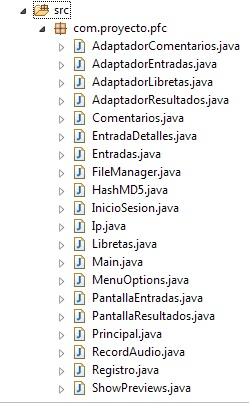 src
com.proyecto.pfc
AdaptadorComentarios.java
AdaptadorEntradas.java
AdaptadorLibretas.java
AdaptadorResultados.java
Comentarios.java
EntradaDetalles.java
Entradas.java
FileManager.java
HashMD5.java
InicioSesion.java
Ip.java
Libretas.java
Main.java
MenuOptions.java
PantallaEntradas.java
PantallaResultados.java
Principal.java
RecordAudio.java
Registro.java
ShowPreviews.java